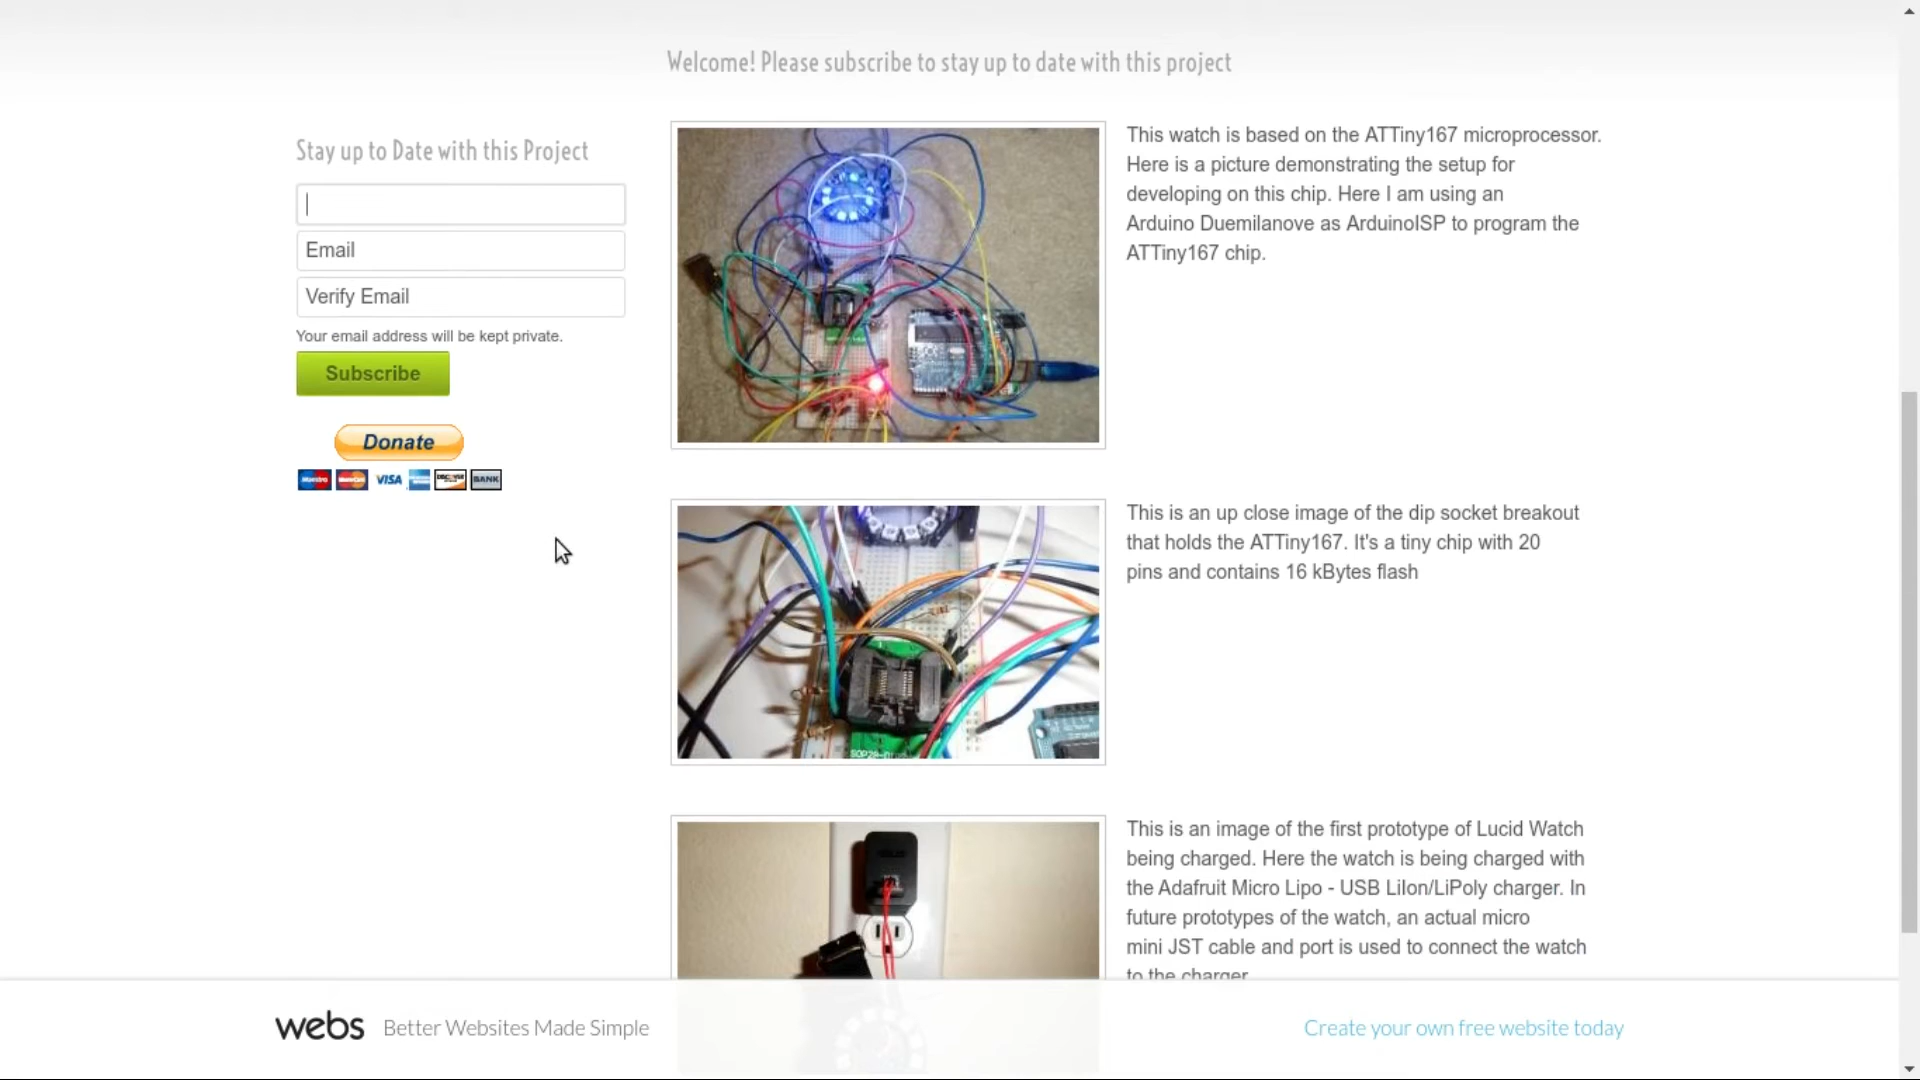 Welcome! Please subscribe to stay up to date with this project
Stay up to Date with this Project
Email
Verify Email
Your email address will be kept private.
Subscribe
Donate
Maestro
MasterCard
VISA
DISCOVER
BANK
This watch is based on the ATTiny167 microprocessor.
Here is a picture demonstrating the setup for
developing on this chip. Here I am using an
Arduino Duemilanove as ArduinoISP to program the
ATTiny167 chip.
This is an up close image of the dip socket breakout
that holds the ATTiny167. It's a tiny chip with 20
pins and contains 16 kBytes flash
This is an image of the first prototype of Lucid Watch
being charged. Here the watch is being charged with
the Adafruit Micro Lipo - USB LiIon/LiPoly charger. In
future prototypes of the watch, an actual micro
mini JST cable and port is used to connect the watch
to the charger
webs
Better Websites Made Simple
Create your own free website today